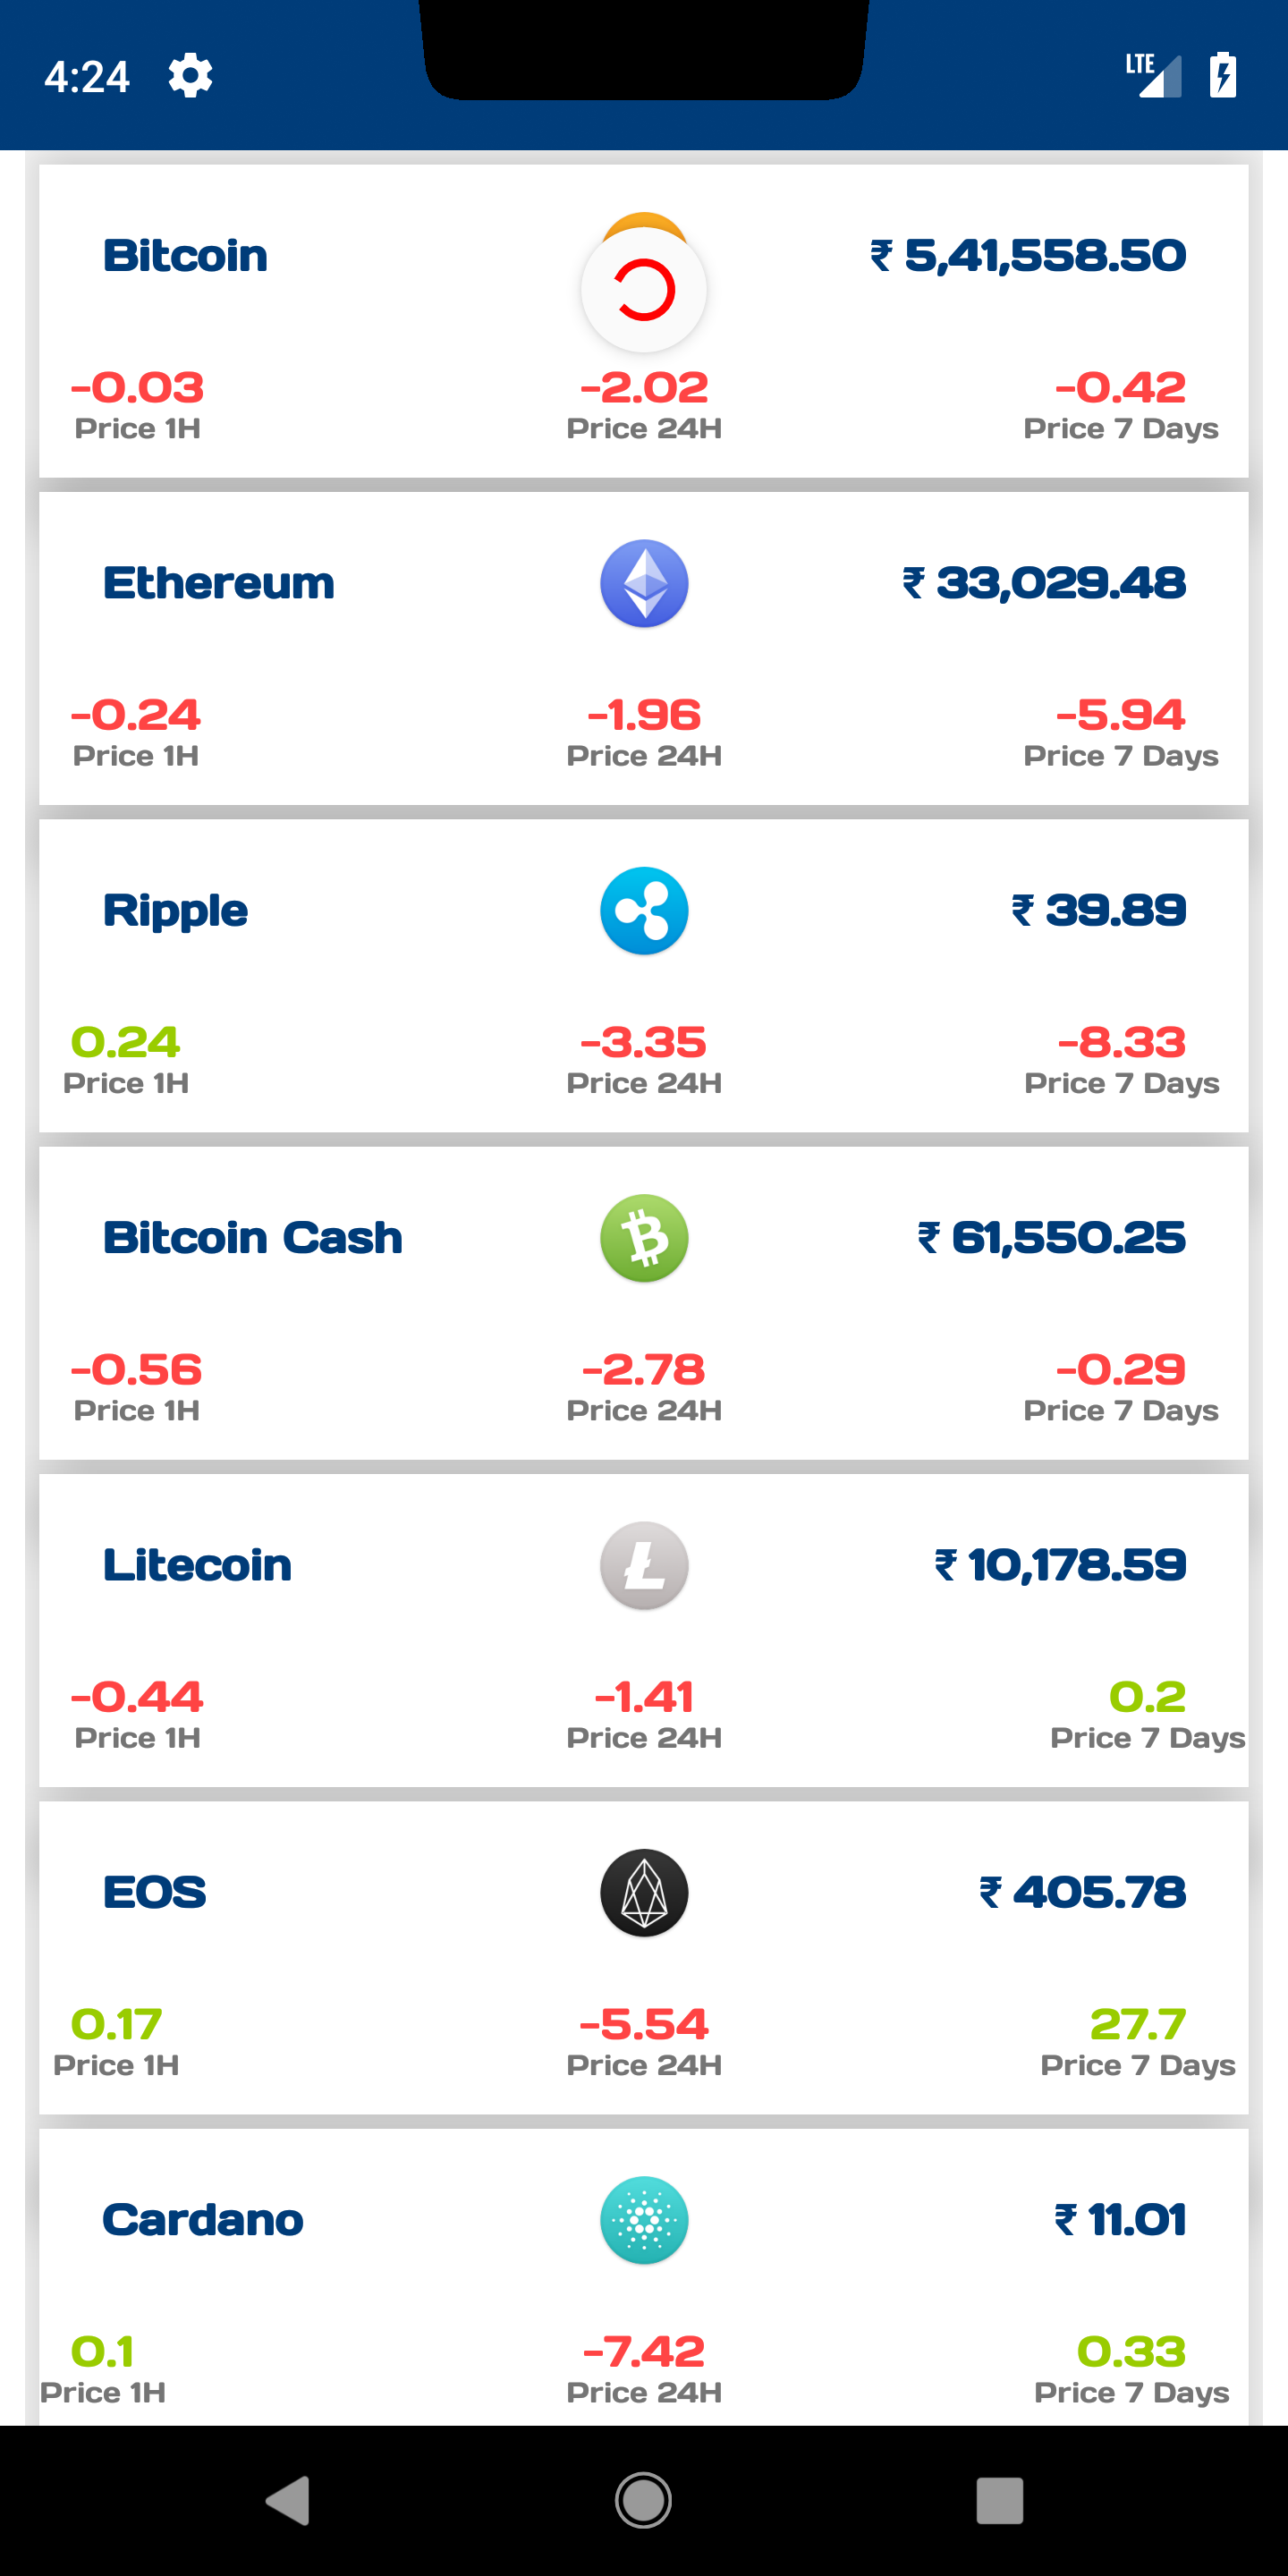 4:24 LTE
Bitcoin ₹ 5,41,558.50
-0.03 -2.02 -0.42
Price 1H Price 24H Price 7 Days
Ethereum ₹ 33,029.48
-0.24 -1.96 -5.94
Price 1H Price 24H Price 7 Days
Ripple ₹ 39.89
0.24 -3.35 -8.33
Price 1H Price 24H Price 7 Days
Bitcoin Cash ₹ 61,550.25
-0.56 -2.78 -0.29
Price 1H Price 24H Price 7 Days
Litecoin ₹ 10,178.59
-0.44 -1.41 0.2
Price 1H Price 24H Price 7 Days
EOS ₹ 405.78
0.17 -5.54 27.7
Price 1H Price 24H Price 7 Days
Cardano ₹ 11.01
0.1 -7.42 0.33
Price 1H Price 24H Price 7 Days